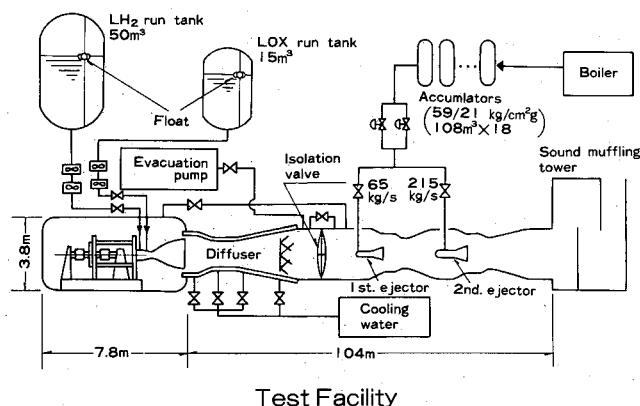 LH₂ run tank
50m³
LOX run tank
15m³
Float
Boiler
Accumlators
(59/21 kg/cm²g
108m³×18)
Evacuation
pump
Isolation
valve
65
kg/s
215
kg/s
Sound muffling
tower
3.8m
Diffuser
1st. ejector
2nd. ejector
Cooling
water
7.8m
104m
Test Facility